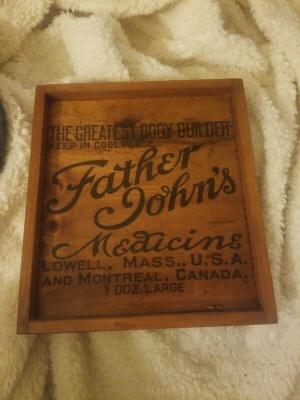 THE GREATEST BODY BUILDER
KEEP IN COOL PLACE
Father
John's
Medicine
LOWELL, MASS., U.S.A.
AND MONTREAL, CANADA.
1 DOZ. LARGE